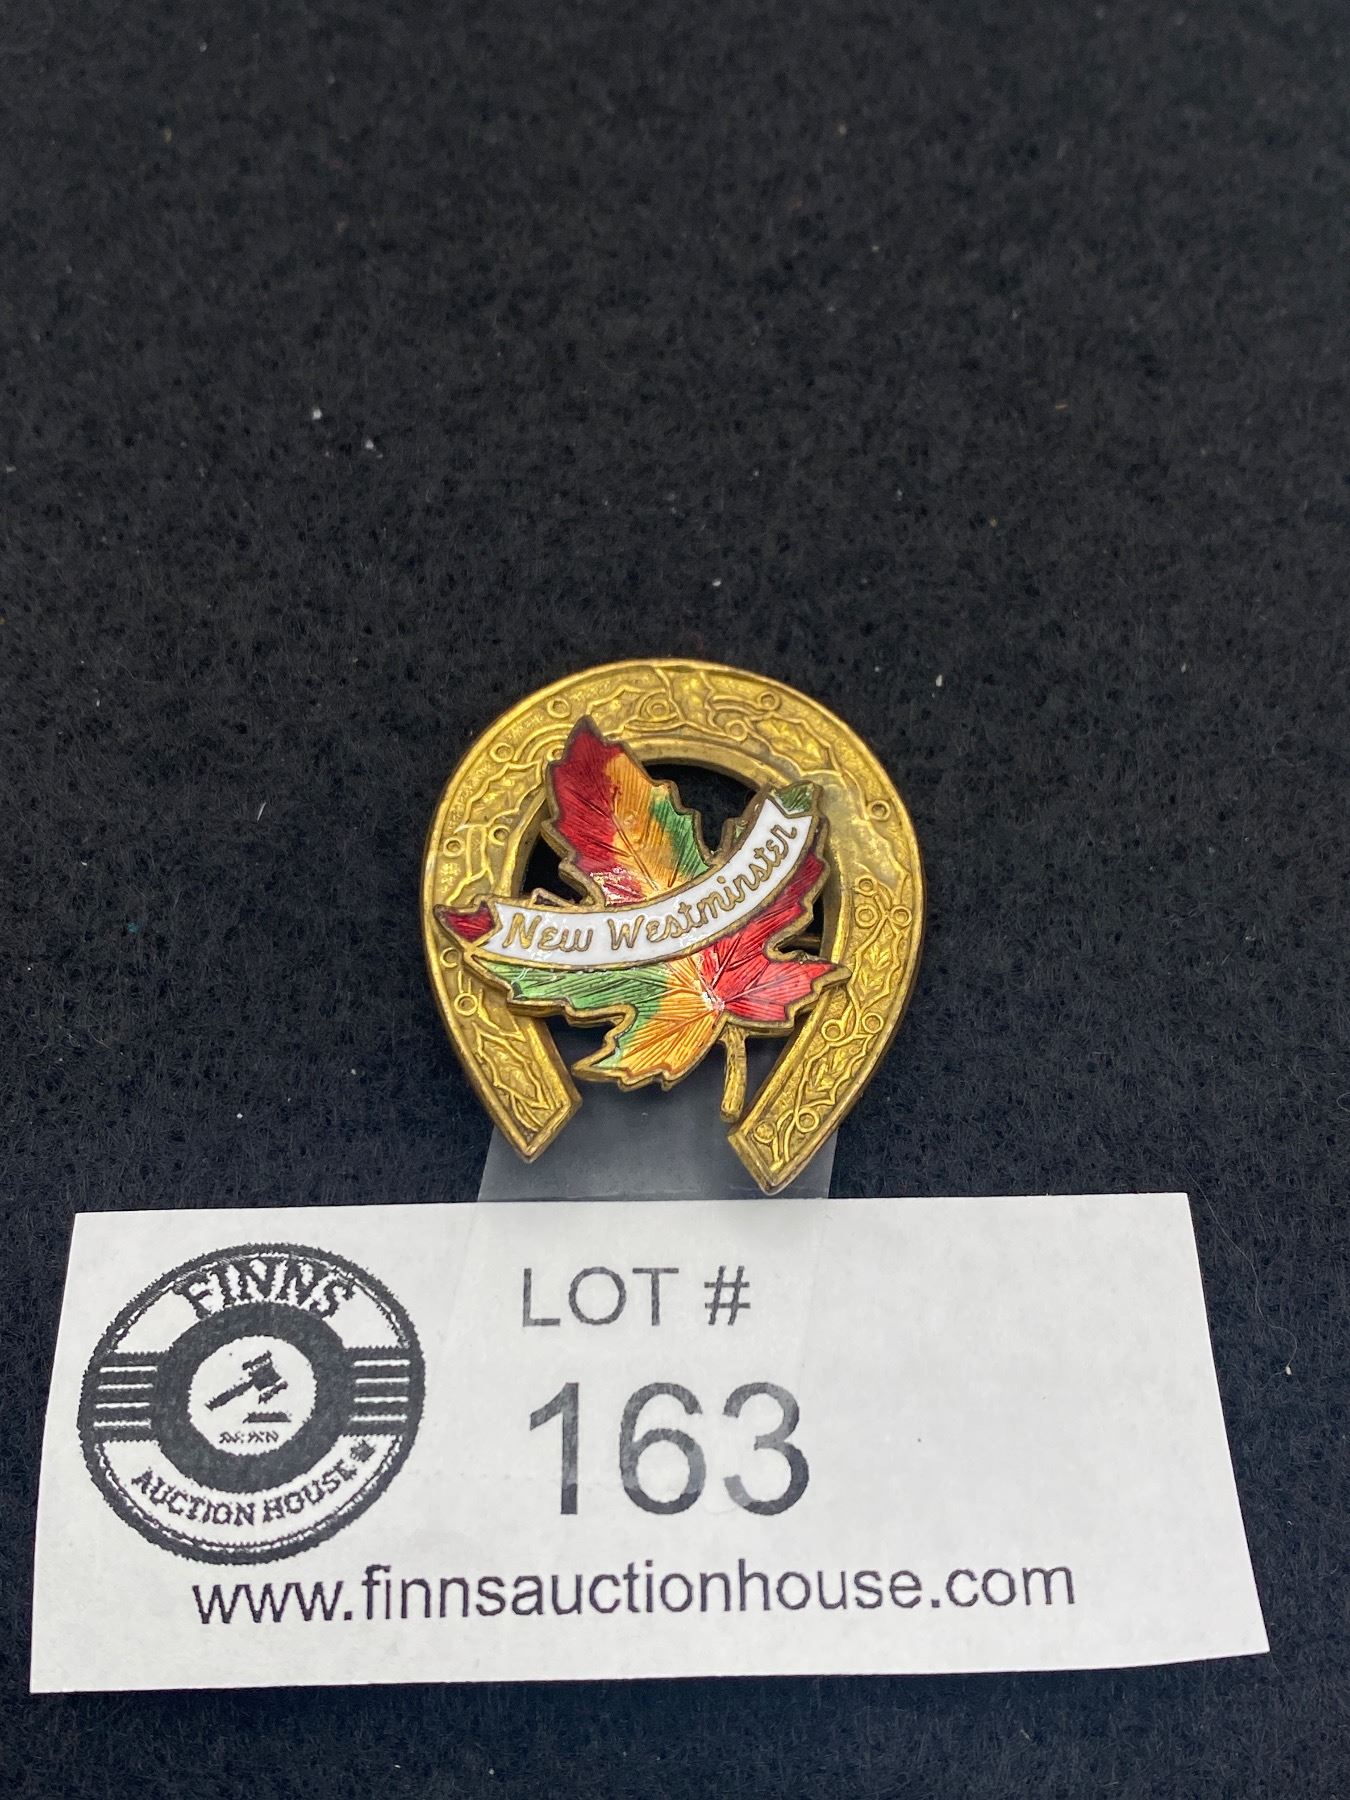 New Westminster
FINNS
AUCTION HOUSE
LOT #
163
www.finnsauctionhouse.com